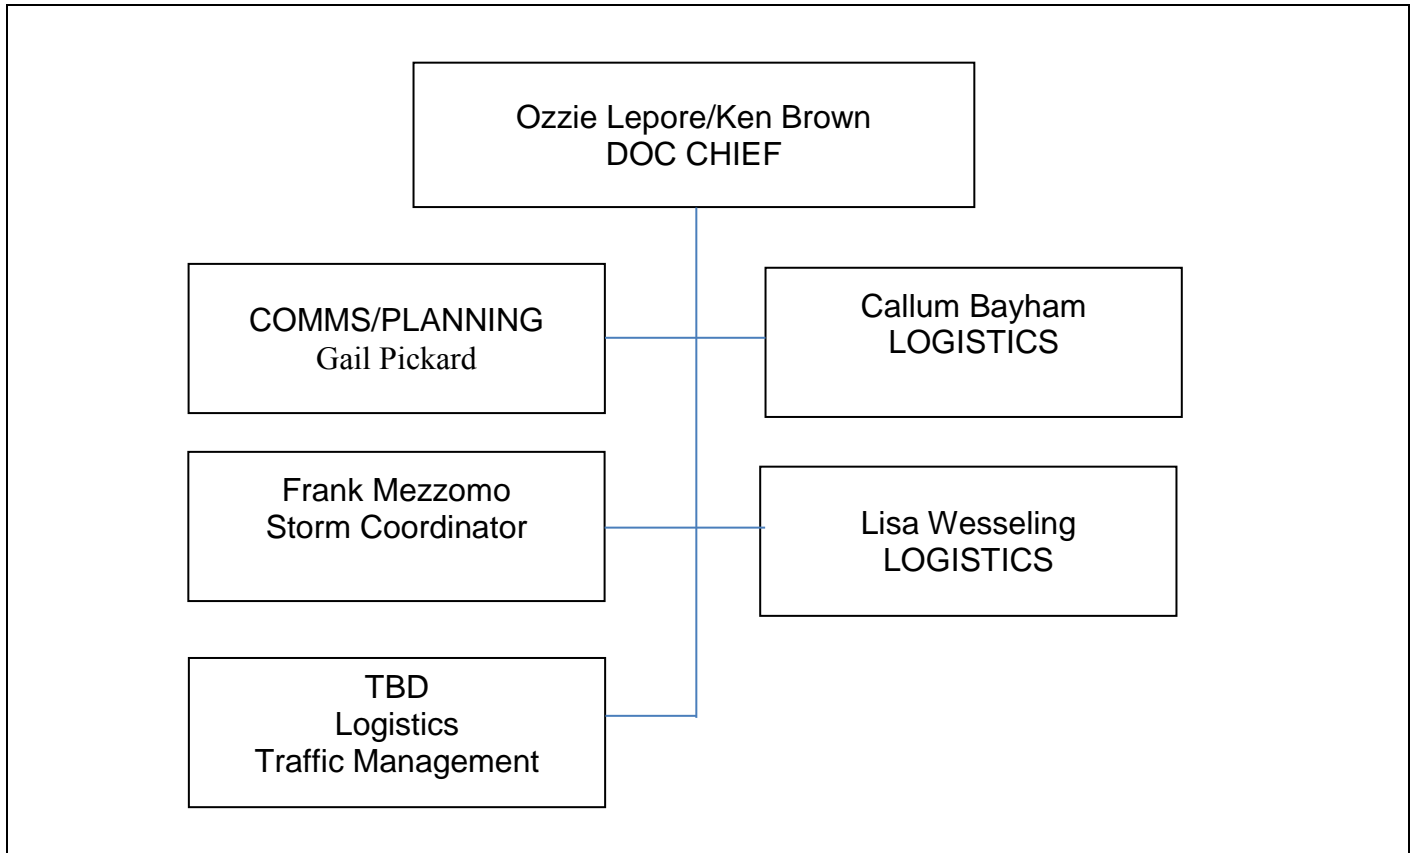 Ozzie Lepore/Ken Brown
DOC CHIEF
COMMS/PLANNING
Gail Pickard
Callum Bayham
LOGISTICS
Frank Mezzomo
Storm Coordinator
Lisa Wesseling
LOGISTICS
TBD
Logistics
Traffic Management